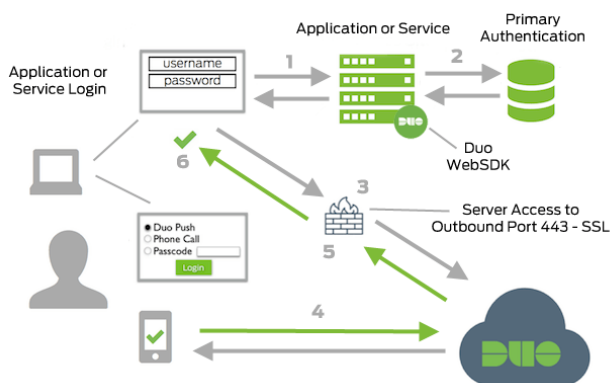 Application or Service
Primary
Authentication
Application or
Service Login
username
password
1
2
DUO
Duo
WebSDK
6
3
Server Access to
Outbound Port 443 - SSL
Duo Push
Phone Call
Passcode
Login
5
4
DUO